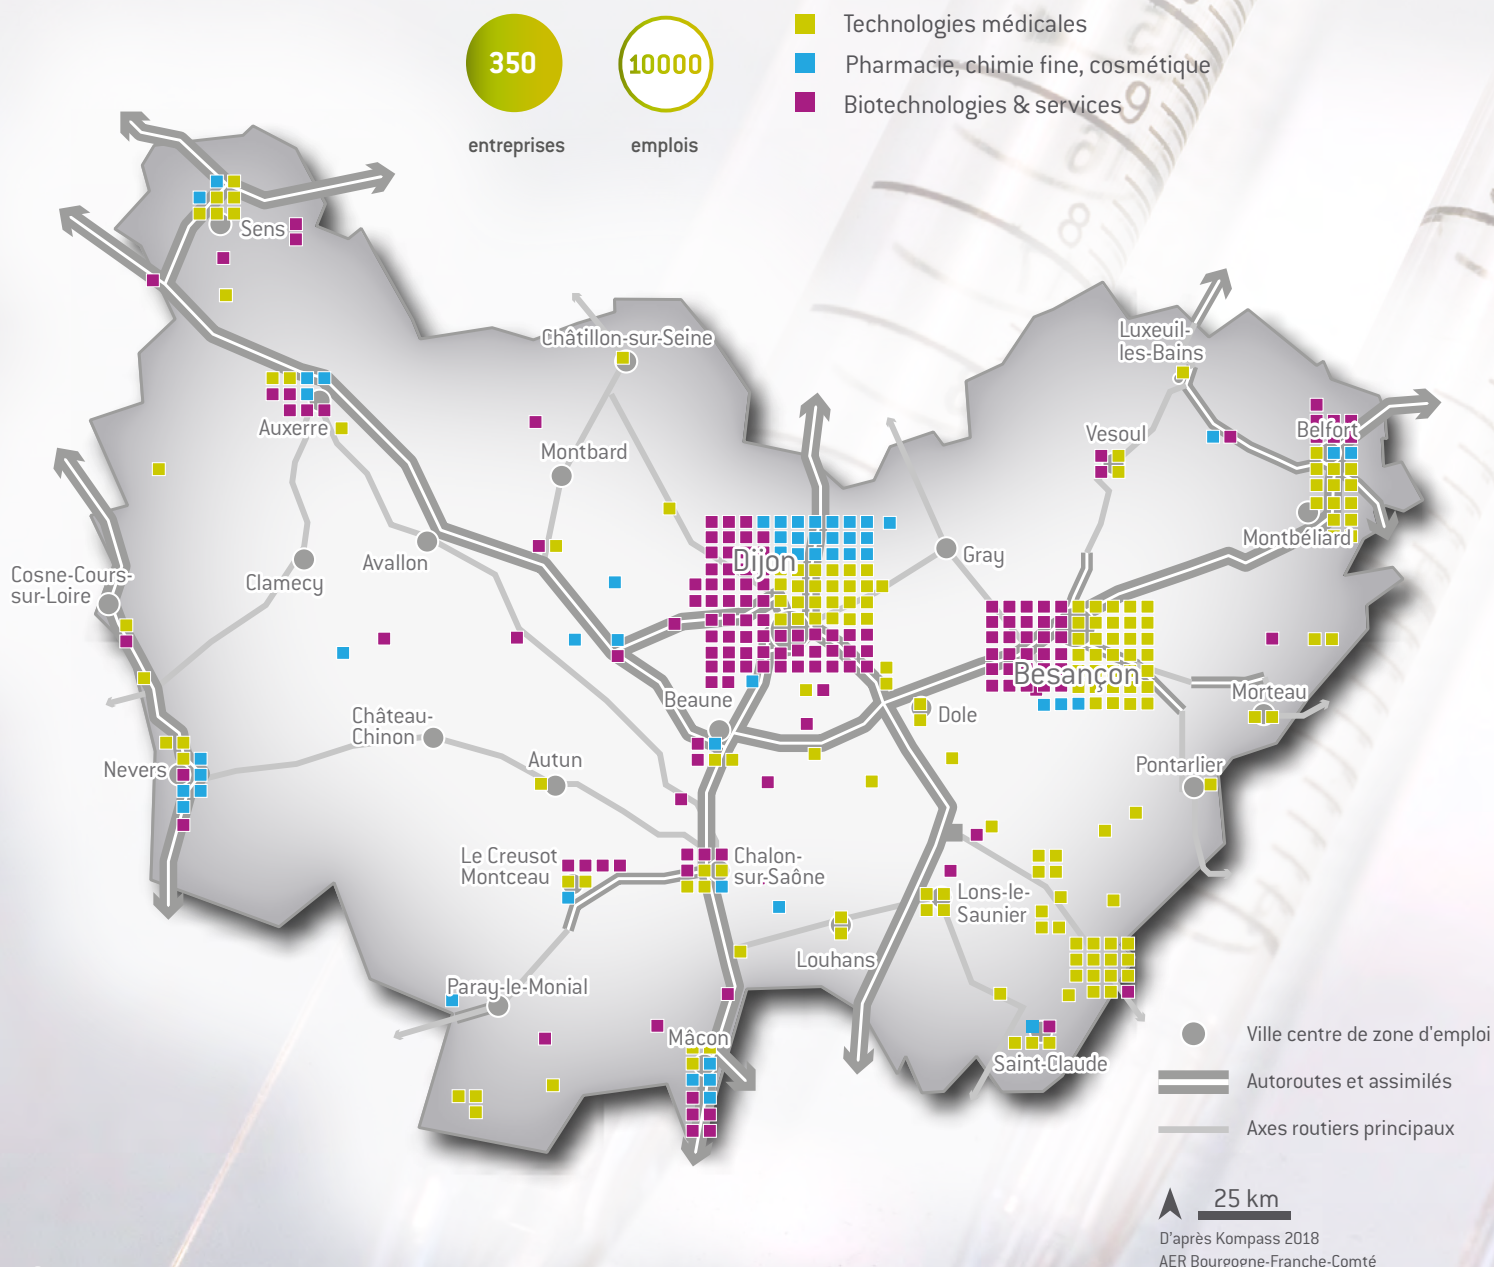 350
10000
entreprises
emplois
Technologies médicales
Pharmacie, chimie fine, cosmétique
Biotechnologies & services
Sens
Châtillon-sur-Seine
Luxeuil-
les-Bains
Auxerre
Montbard
Vesoul
Belfort
Montbéliard
Avallon
Clamecy
Dijon
Gray
Cosne-Cours-
sur-Loire
Besançon
Morteau
Beaune
Dole
Château-
Chinon
Nevers
Autun
Pontarlier
Le Creusot
Montceau
Chalon-
sur-Saône
Lons-le-
Saunier
Louhans
Paray-le-Monial
Mâcon
Saint-Claude
Ville centre de zone d'emploi
Autoroutes et assimilés
Axes routiers principaux
25 km
D'après Kompass 2018
AER Bourgogne-Franche-Comté